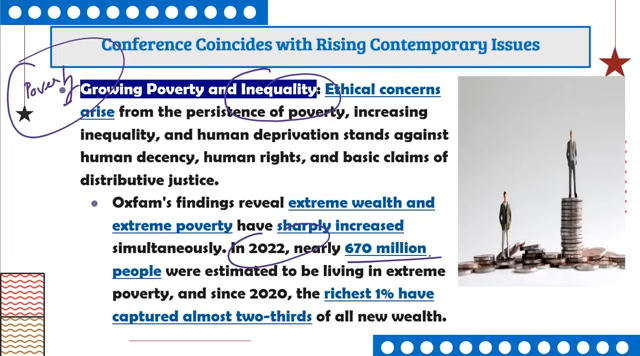 Conference Coincides with Rising Contemporary Issues
Poverty
Growing Poverty and Inequality: Ethical concerns
arise from the persistence of poverty, increasing
inequality, and human deprivation stands against
human decency, human rights, and basic claims of
distributive justice.
Oxfam's findings reveal extreme wealth and
extreme poverty have sharply increased
simultaneously. In 2022, nearly 670 million
people were estimated to be living in extreme
poverty, and since 2020, the richest 1% have
captured almost two-thirds of all new wealth.